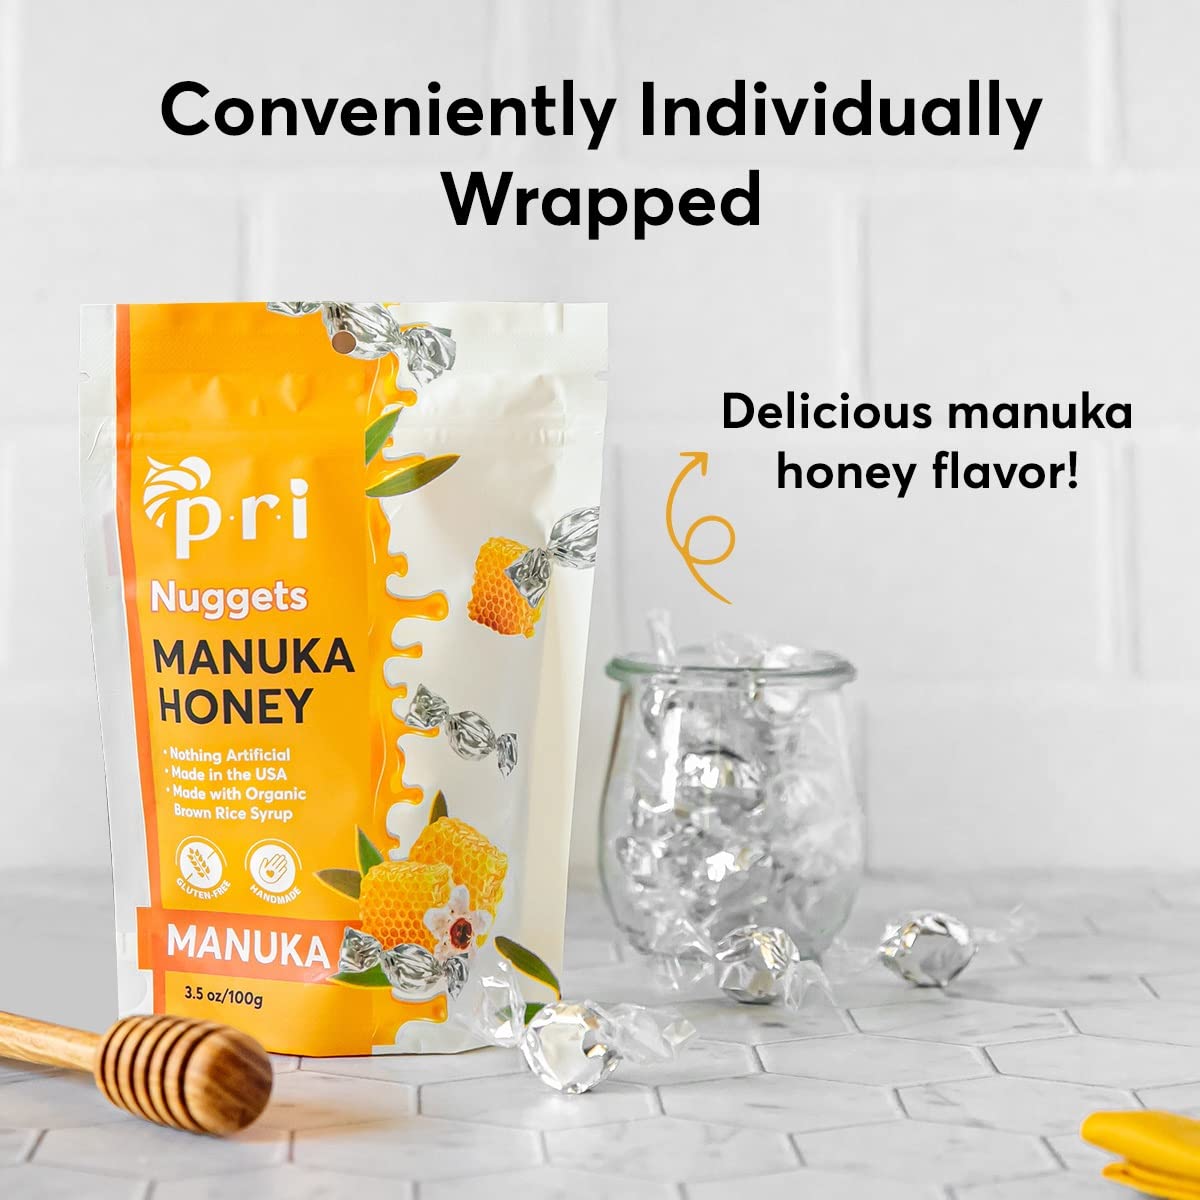 Conveniently Individually
Wrapped
Delicious manuka
honey flavor!
p·r·i
Nuggets
MANUKA
HONEY
• Nothing Artificial
• Made in the USA
• Made with Organic
Brown Rice Syrup
GLUTEN-FREE
HANDMADE
MANUKA
3.5 oz/100g